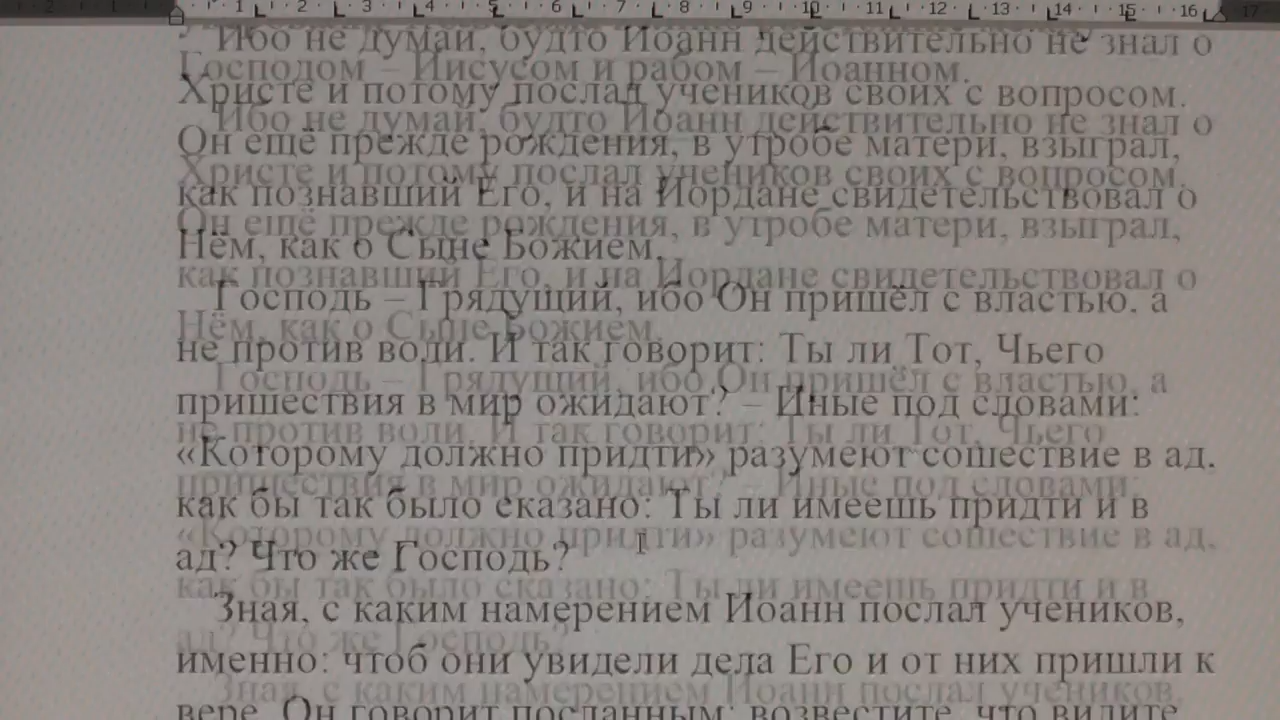 Господом – Иисусом и рабом – Иоанном.
Ибо не думай, будто Иоанн действительно не знал о
Христе и потому послал учеников своих с вопросом.
Он ещё прежде рождения, в утробе матери, взыграл,
как познавший Его, и на Иордане свидетельствовал о
Нём, как о Сыне Божием.
Господь – Грядущий, ибо Он пришёл с властью, а
не против воли. И так говорит: Ты ли Тот, Чьего
пришествия в мир ожидают? – Иные под словами:
«Которому должно придти» разумеют сошествие в ад,
как бы так было сказано: Ты ли имеешь придти и в
ад? Что же Господь?
Зная, с каким намерением Иоанн послал учеников,
именно: чтоб они увидели дела Его и от них пришли к
вере, Он говорит посланным: возвестите, что видите